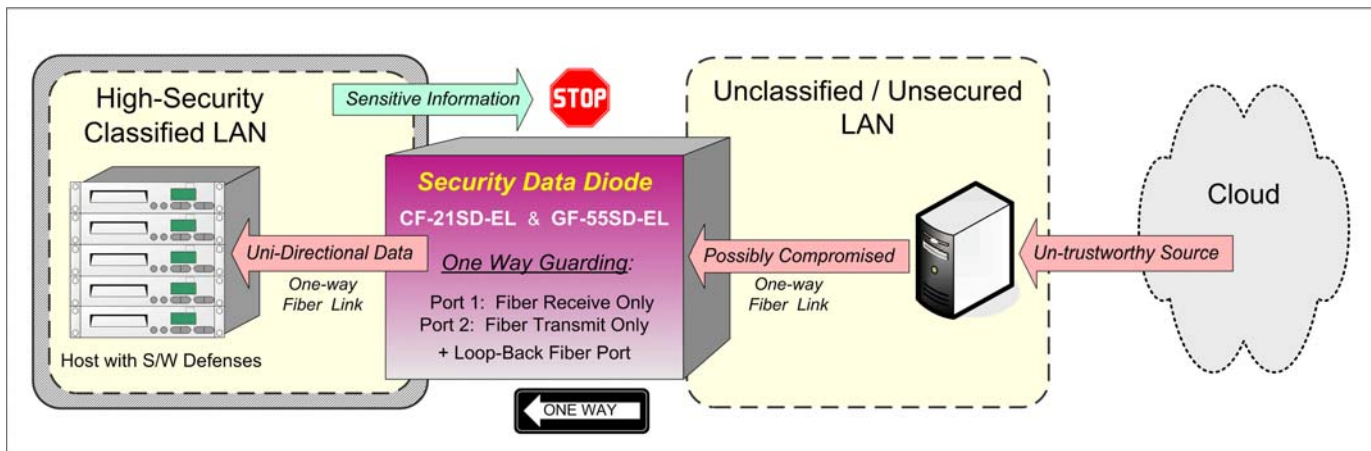 High-Security
Classified LAN
Sensitive Information
STOP
Unclassified / Unsecured
LAN
Cloud
Security Data Diode
CF-21SD-EL & GF-55SD-EL
One Way Guarding:
Port 1: Fiber Receive Only
Port 2: Fiber Transmit Only
+ Loop-Back Fiber Port
Uni-Directional Data
One-way
Fiber Link
Host with S/W Defenses
Possibly Compromised
One-way
Fiber Link
Un-trustworthy Source
ONE WAY